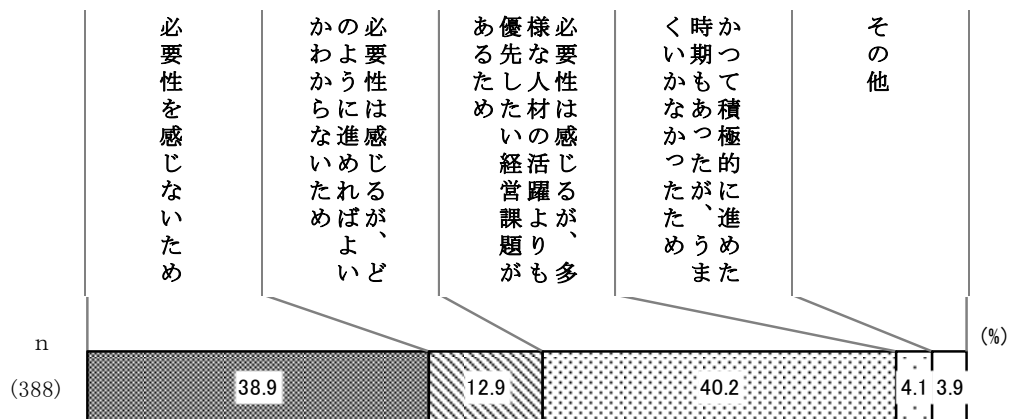 必要性を感じないため
必要性は感じるが、ど
のように進めればよい
かわからないため
必要性は感じるが、多
様な人材の活躍よりも
優先したい経営課題が
あるため
かつて積極的に進めた
時期もあったが、うま
くいかなかったため
その他
(%)
n
(388)
38.9
12.9
40.2
4.1
3.9